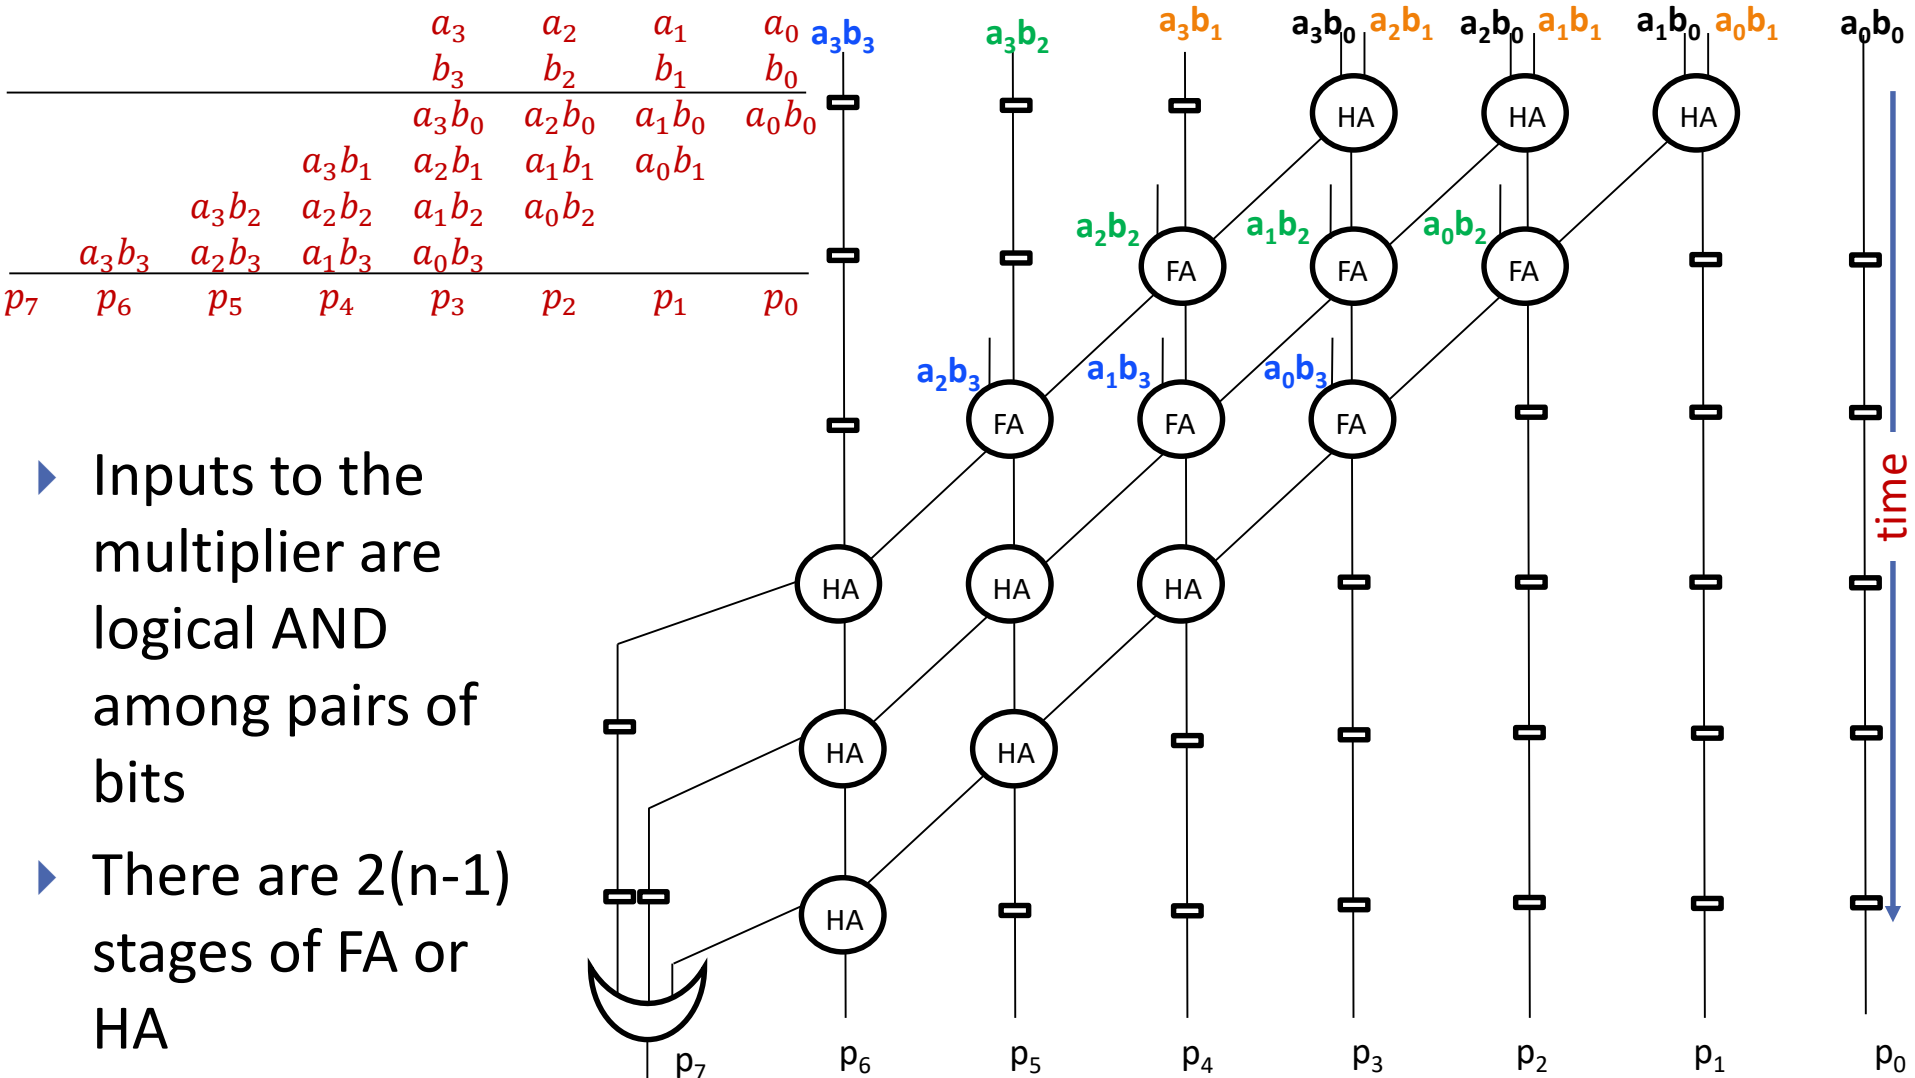 a₃ a₂ a₁ a₀
b₃ b₂ b₁ b₀
a₃b₀ a₂b₀ a₁b₀ a₀b₀
a₃b₁ a₂b₁ a₁b₁ a₀b₁
a₃b₂ a₂b₂ a₁b₂ a₀b₂
a₃b₃ a₂b₃ a₁b₃ a₀b₃
p₇ p₆ p₅ p₄ p₃ p₂ p₁ p₀
Inputs to the
multiplier are
logical AND
among pairs of
bits
There are 2(n-1)
stages of FA or
HA
a₃b₃ a₃b₂ a₃b₁ a₃b₀ a₂b₁ a₂b₀ a₁b₁ a₁b₀ a₀b₁ a₀b₀
HA HA HA
a₂b₂ a₁b₂ a₀b₂
FA FA FA
a₂b₃ a₁b₃ a₀b₃
FA FA FA
time
HA HA HA
HA HA
HA
p₇ p₆ p₅ p₄ p₃ p₂ p₁ p₀